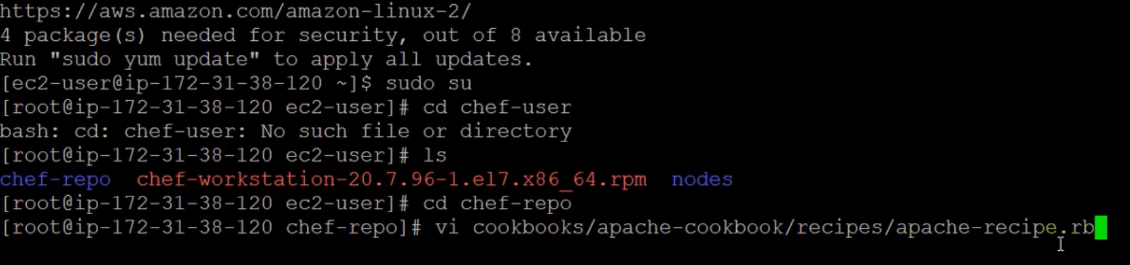 https://aws.amazon.com/amazon-linux-2/
4 package(s) needed for security, out of 8 available
Run "sudo yum update" to apply all updates.
[ec2-user@ip-172-31-38-120 ~]$ sudo su
[root@ip-172-31-38-120 ec2-user]# cd chef-user
bash: cd: chef-user: No such file or directory
[root@ip-172-31-38-120 ec2-user]# ls
chef-repo  chef-workstation-20.7.96-1.el7.x86_64.rpm  nodes
[root@ip-172-31-38-120 ec2-user]# cd chef-repo
[root@ip-172-31-38-120 chef-repo]# vi cookbooks/apache-cookbook/recipes/apache-recipe.rb